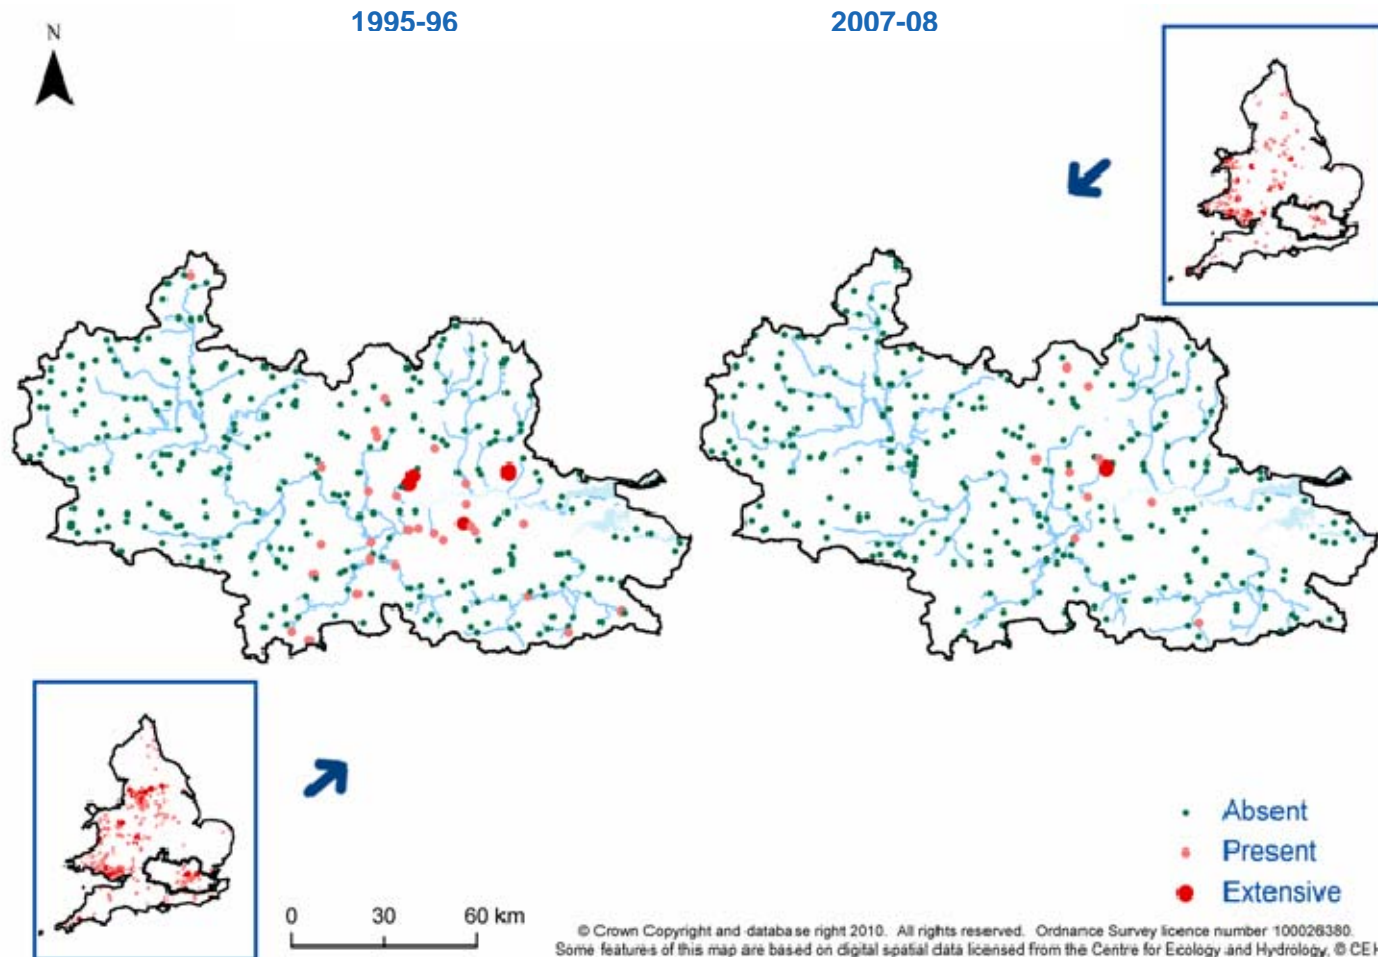 1995-96
2007-08
N
Absent
Present
Extensive
0 30 60 km
© Crown Copyright and database right 2010. All rights reserved. Ordnance Survey licence number 100026380.
Some features of this map are based on digital spatial data licensed from the Centre for Ecology and Hydrology, © CEH